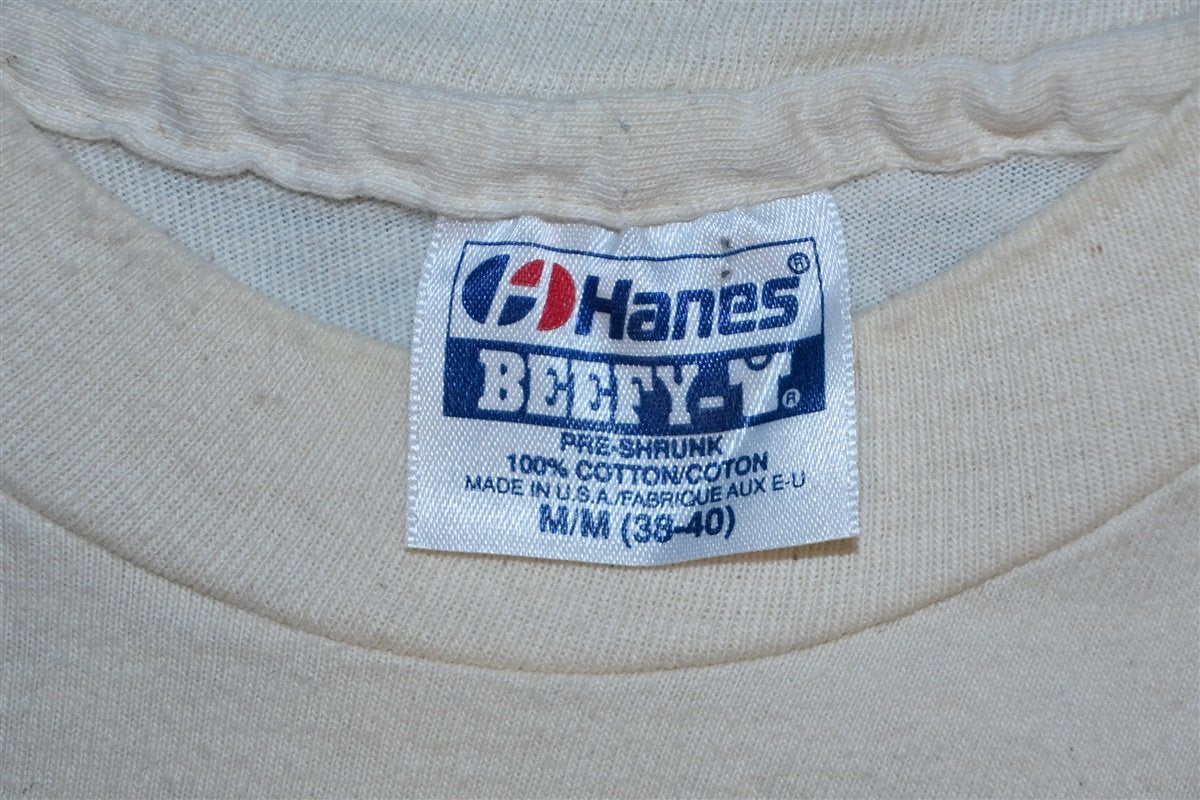 Hanes®
BEEFY-T®
PRE-SHRUNK
100% COTTON/COTON
MADE IN U.S.A./FABRIQUE AUX E-U
M/M (38-40)